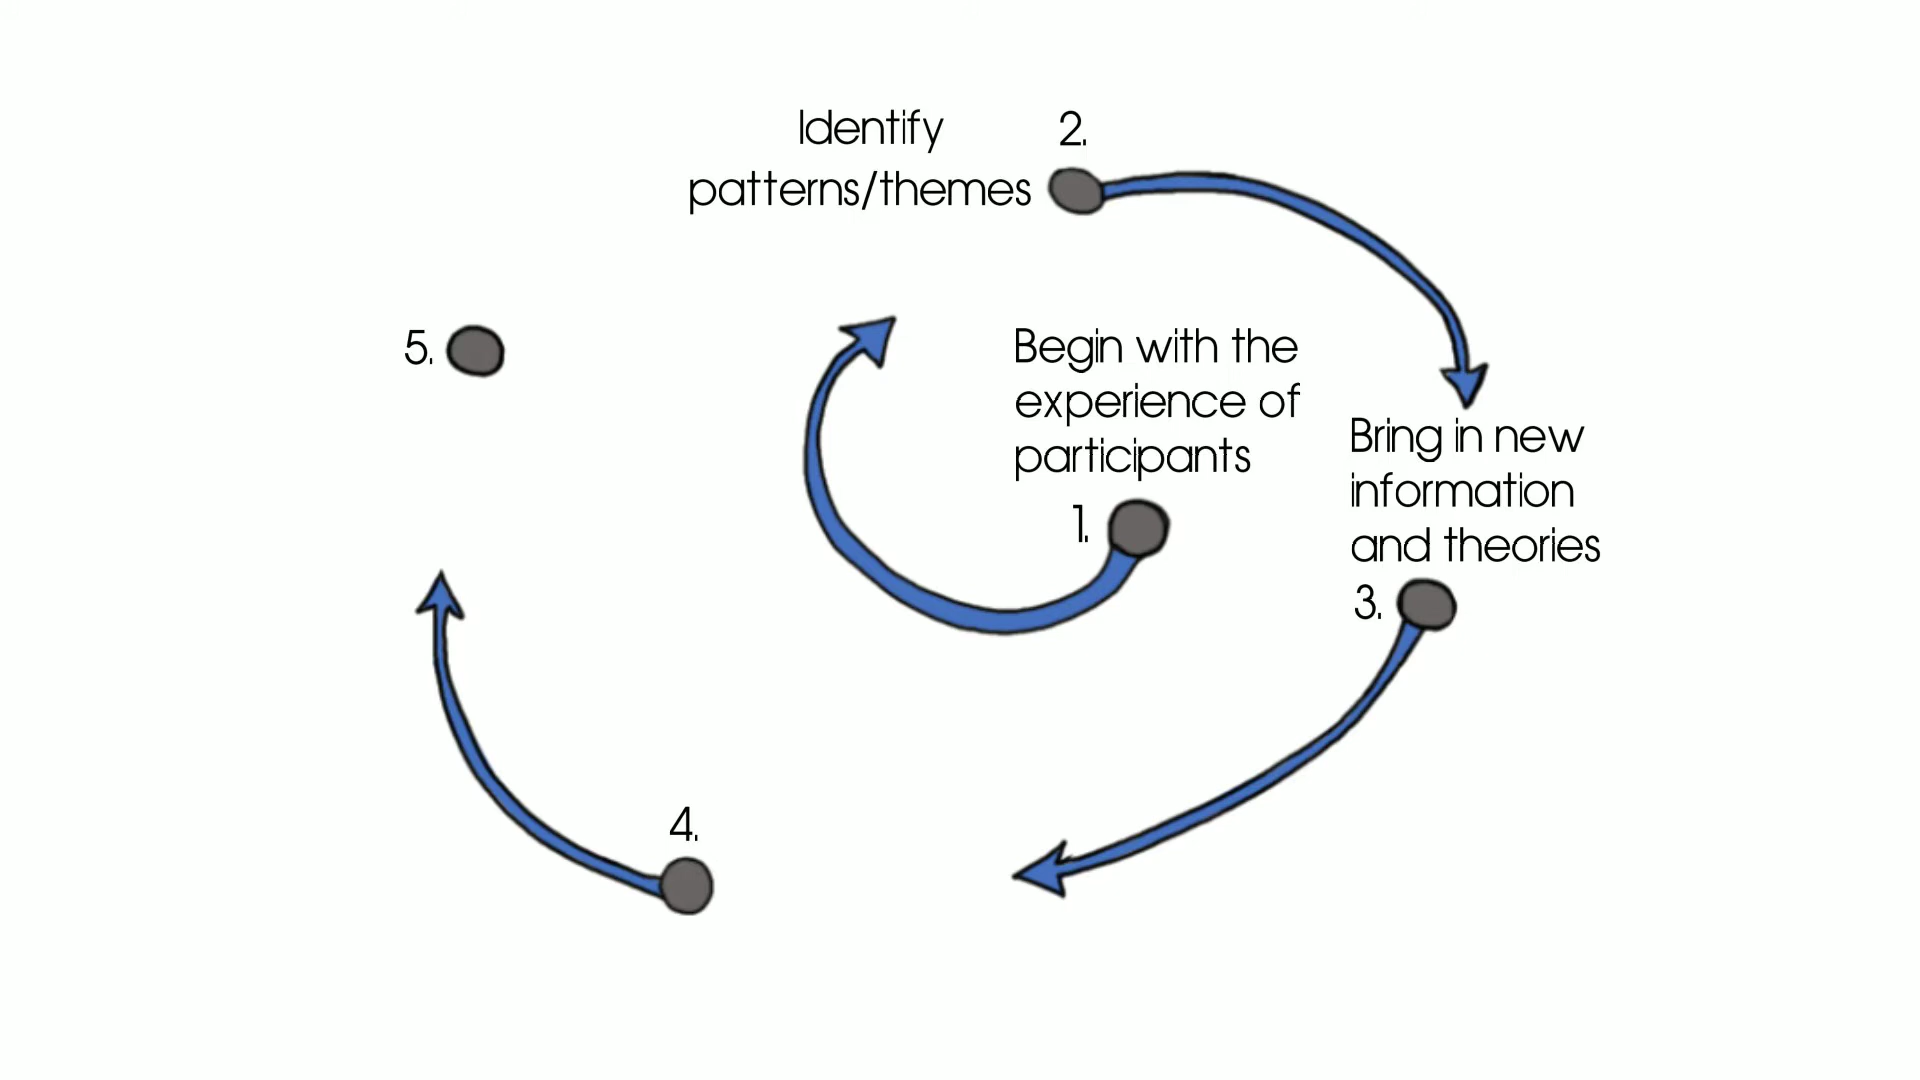 Identify
patterns/themes
2.
Begin with the
experience of
participants
1.
Bring in new
information
and theories
3.
4.
5.